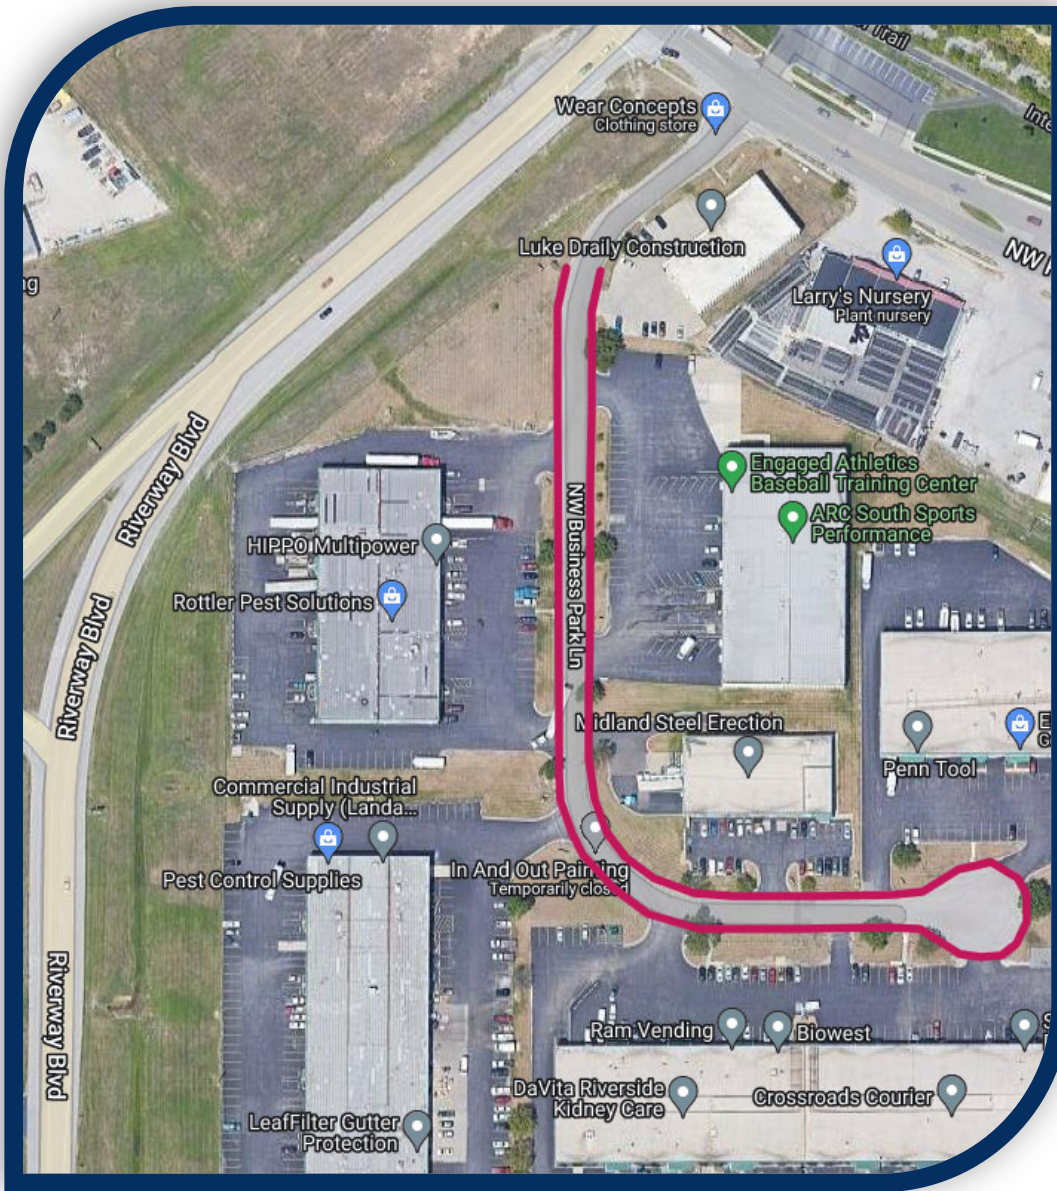 Trail
Inte
Wear Concepts
Clothing store
Luke Draily Construction
NW
Larry's Nursery
Plant nursery
Riverway Blvd
Engaged Athletics
Baseball Training Center
ARC South Sports
Performance
HIPPO Multipower
NW Business Park Ln
Rottler Pest Solutions
Riverway Blvd
Midland Steel Erection
Penn Tool
Commercial Industrial
Supply (Landa...
Pest Control Supplies
In And Out Painting
Temporarily closed
Riverway Blvd
Ram Vending
Biowest
DaVita Riverside
Kidney Care
Crossroads Courier
LeafFilter Gutter
Protection